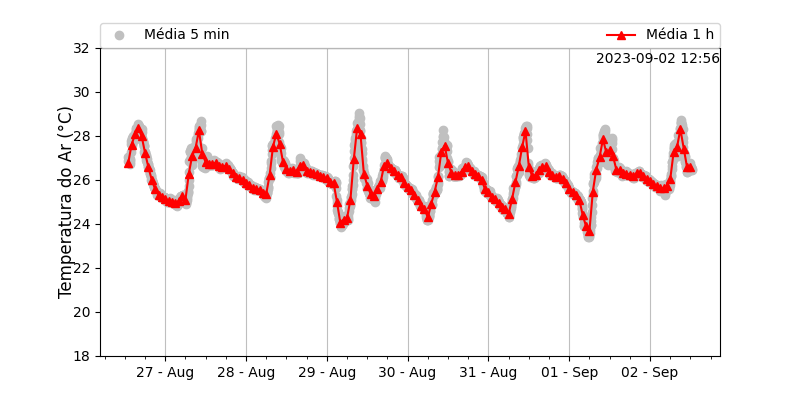 Média 5 min
Média 1 h
2023-09-02 12:56
Temperatura do Ar (°C)
32
30
28
26
24
22
20
18
27 - Aug
28 - Aug
29 - Aug
30 - Aug
31 - Aug
01 - Sep
02 - Sep